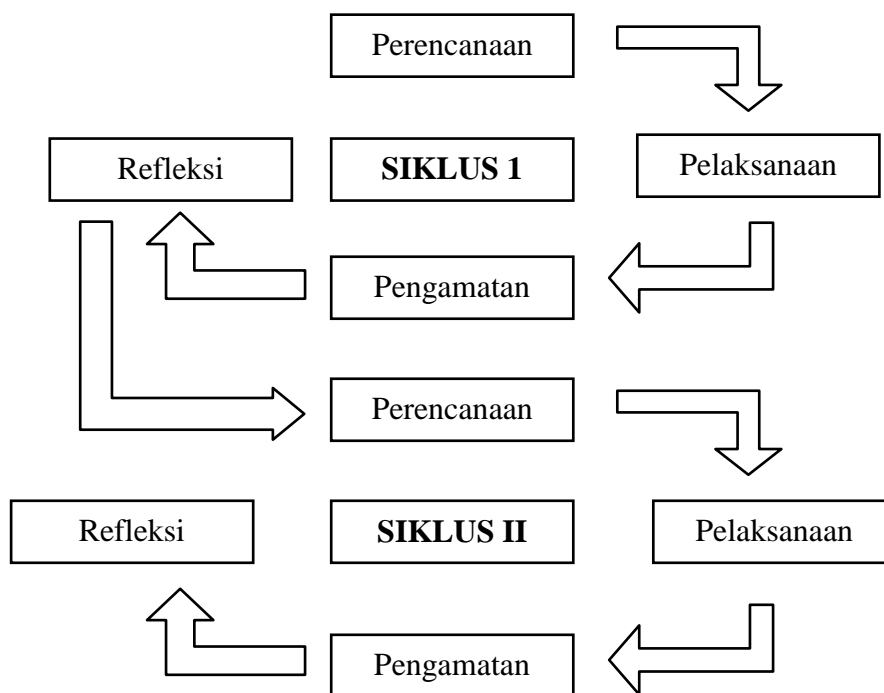 Perencanaan
Refleksi
SIKLUS 1
Pelaksanaan
Pengamatan
Perencanaan
Refleksi
SIKLUS II
Pelaksanaan
Pengamatan